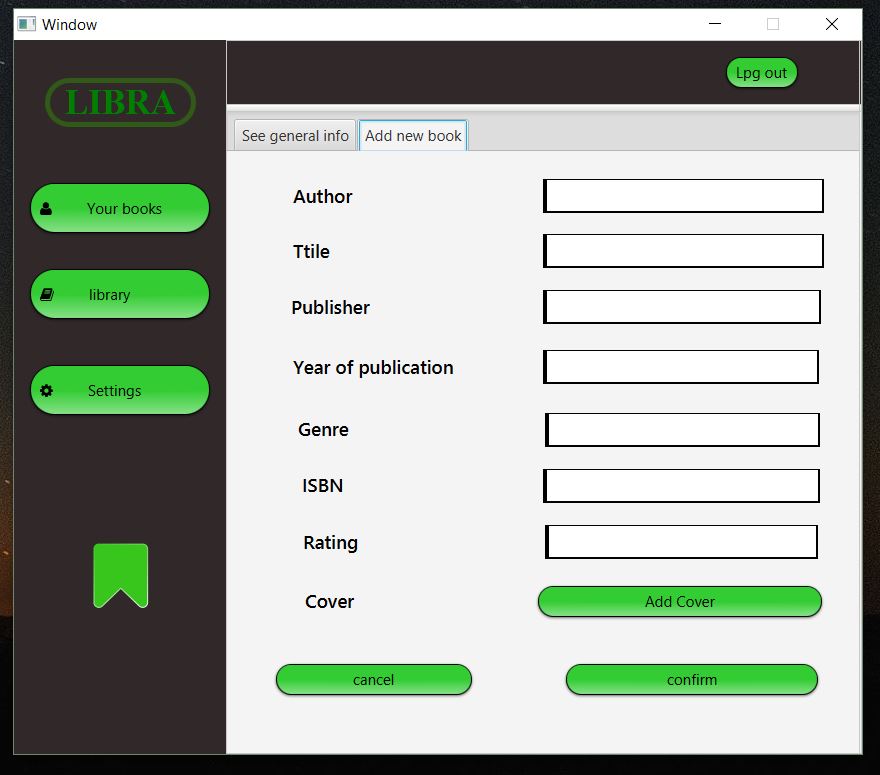 Window
LIBRA
Lpg out
See general info
Add new book
Your books
library
Settings
Author
Ttile
Publisher
Year of publication
Genre
ISBN
Rating
Cover
Add Cover
cancel
confirm